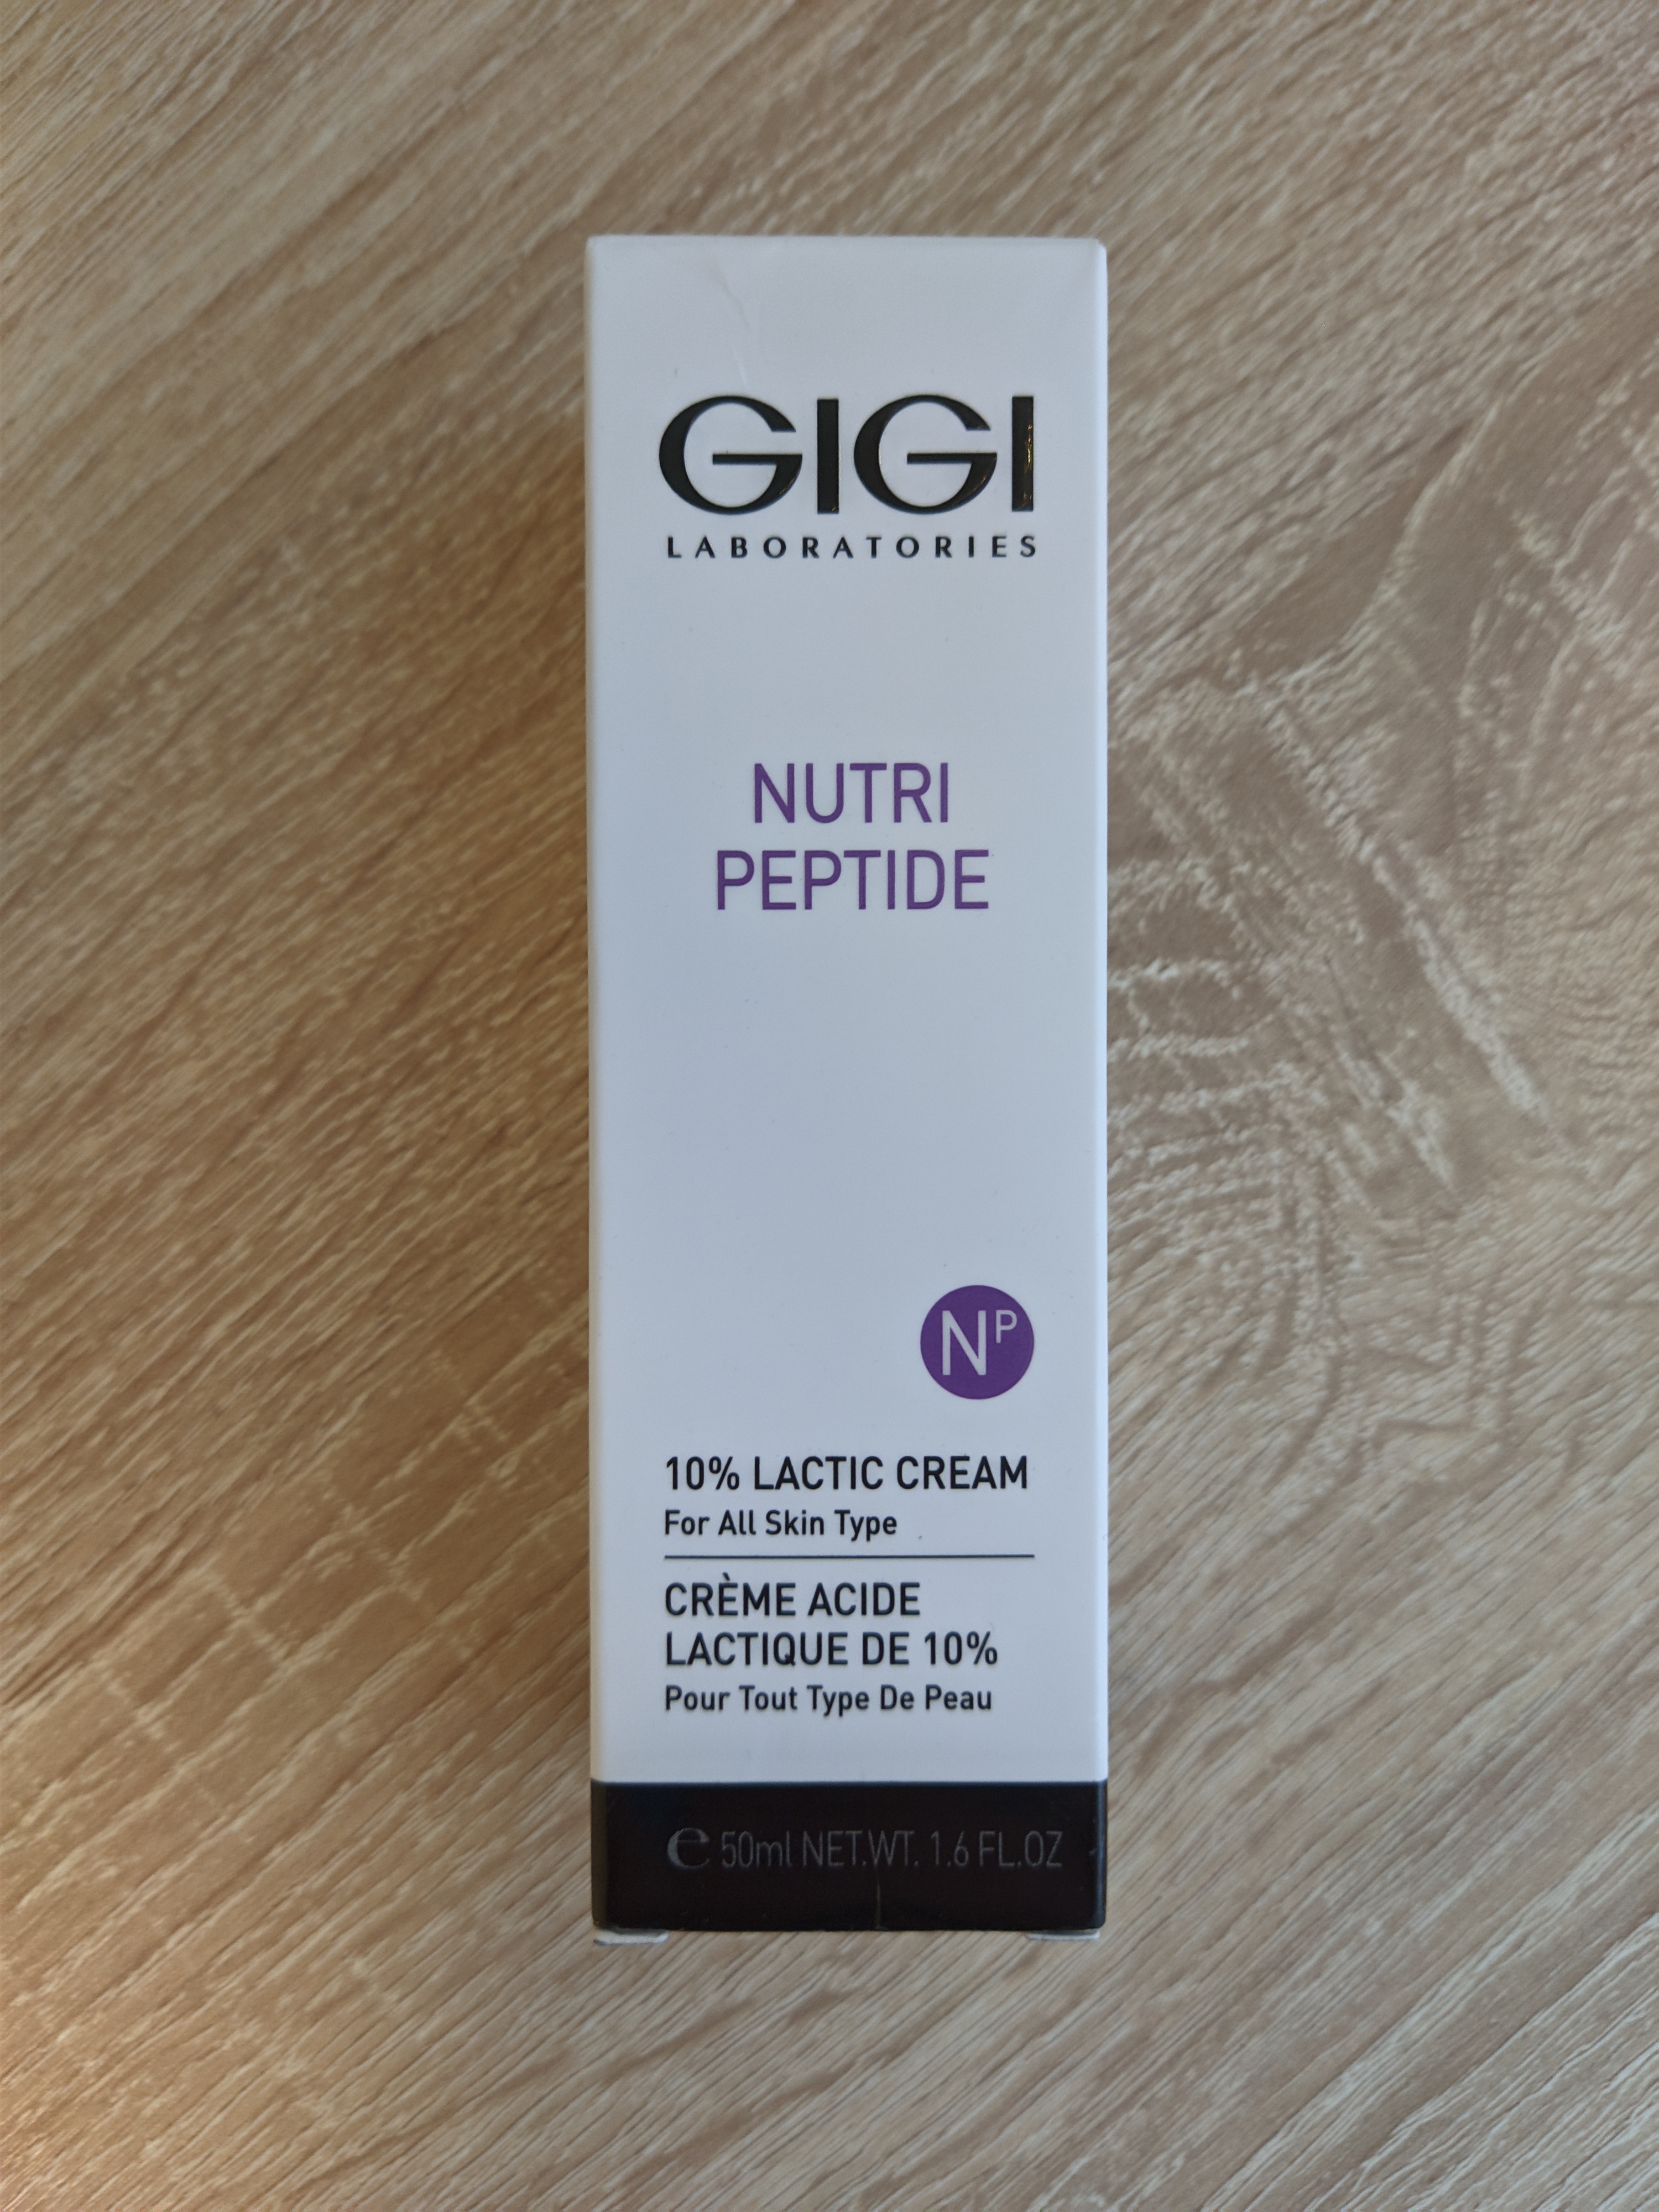 GIGI
LABORATORIES
NUTRI
PEPTIDE
NP
10% LACTIC CREAM
For All Skin Type
CRÈME ACIDE
LACTIQUE DE 10%
Pour Tout Type De Peau
℮ 50ml NET.WT. 1.6 FL.OZ